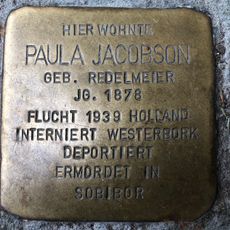 HIER WOHNTE
PAULA JACOBSON
GEB. REDELMEIER
JG. 1878
FLUCHT 1939 HOLLAND
INTERNIERT WESTERBORK
DEPORTIERT
ERMORDET IN
SOBIBOR